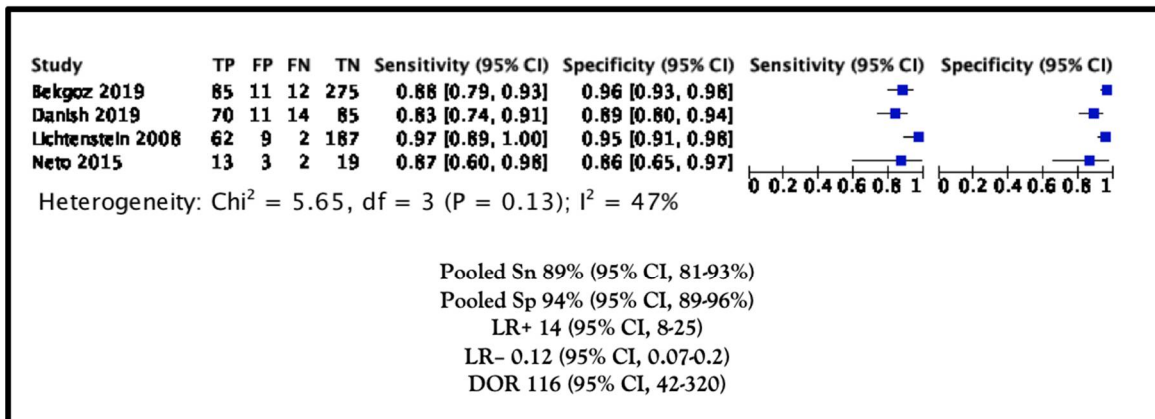 Study TP FP FN TN Sensitivity (95% CI) Specificity (95% CI) Sensitivity (95% CI) Specificity (95% CI)
Bekgoz 2019 85 11 12 275 0.88 [0.79, 0.93] 0.96 [0.93, 0.98]
Danish 2019 70 11 14 85 0.83 [0.74, 0.91] 0.89 [0.80, 0.94]
Lichtenstein 2008 62 9 2 187 0.97 [0.89, 1.00] 0.95 [0.91, 0.98]
Neto 2015 13 3 2 19 0.87 [0.60, 0.98] 0.86 [0.65, 0.97]
0 0.2 0.4 0.6 0.8 1 0 0.2 0.4 0.6 0.8 1
Heterogeneity: Chi² = 5.65, df = 3 (P = 0.13); I² = 47%
Pooled Sn 89% (95% CI, 81-93%)
Pooled Sp 94% (95% CI, 89-96%)
LR+ 14 (95% CI, 8-25)
LR– 0.12 (95% CI, 0.07-0.2)
DOR 116 (95% CI, 42-320)